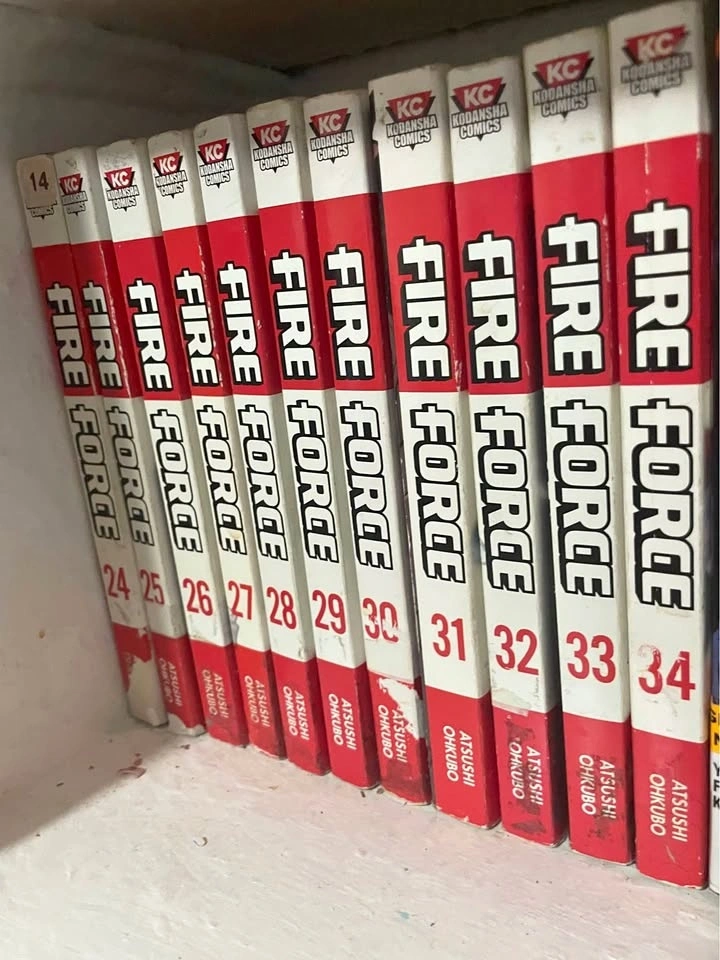 14
COMICS
FIRE FORCE
24
KC
KODANSHA
COMICS
FIRE FORCE
25
ATSUSHI
OHKUBO
KC
KODANSHA
COMICS
FIRE FORCE
26
ATSUSHI
OHKUBO
KC
KODANSHA
COMICS
FIRE FORCE
27
ATSUSHI
OHKUBO
KC
KODANSHA
COMICS
FIRE FORCE
28
ATSUSHI
OHKUBO
KC
KODANSHA
COMICS
FIRE FORCE
29
ATSUSHI
OHKUBO
KC
KODANSHA
COMICS
FIRE FORCE
30
ATSUSHI
OHKUBO
KC
KODANSHA
COMICS
FIRE FORCE
31
ATSUSHI
OHKUBO
KC
KODANSHA
COMICS
FIRE FORCE
32
ATSUSHI
OHKUBO
KC
KODANSHA
COMICS
FIRE FORCE
33
ATSUSHI
OHKUBO
KC
KODANSHA
COMICS
FIRE FORCE
34
ATSUSHI
OHKUBO